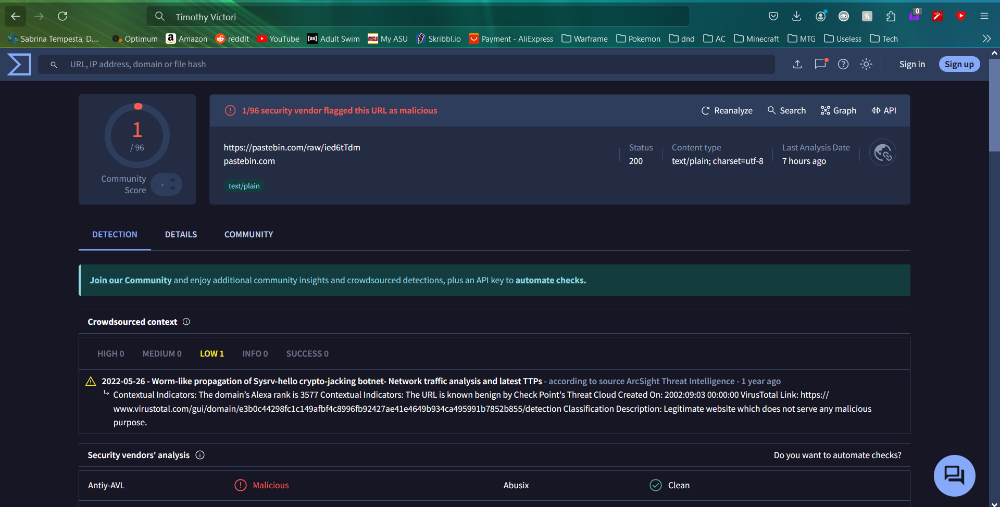 Timothy Victori
0
Sabrina Tempesta, D....
Optimum
a Amazon
reddit
YouTube
[as] Adult Swim
ASU My ASU
Skribbl.io
Payment - AliExpress
Warframe
Pokemon
dnd
AC
Minecraft
MTG
Useless
Tech
URL, IP address, domain or file hash
Sign in
Sign up
1
/ 96
Community
Score
1/96 security vendor flagged this URL as malicious
Reanalyze
Search
Graph
API
https://pastebin.com/raw/ied6tTdm
pastebin.com
text/plain
Status
200
Content type
text/plain; charset=utf-8
Last Analysis Date
7 hours ago
DETECTION
DETAILS
COMMUNITY
Join our Community and enjoy additional community insights and crowdsourced detections, plus an API key to automate checks.
Crowdsourced context
HIGH 0
MEDIUM 0
LOW 1
INFO 0
SUCCESS 0
2022-05-26 - Worm-like propagation of Sysrv-hello crypto-jacking botnet- Network traffic analysis and latest TTPs - according to source ArcSight Threat Intelligence - 1 year ago
Contextual Indicators: The domain’s Alexa rank is 3577 Contextual Indicators: The URL is known benign by Check Point's Threat Cloud Created On: 2002:09:03 00:00:00 VirusTotal Link: https://
www.virustotal.com/gui/domain/e3b0c44298fc1c149afbf4c8996fb92427ae41e4649b934ca495991b7852b855/detection Classification Description: Legitimate website which does not serve any malicious
purpose.
Security vendors' analysis
Do you want to automate checks?
Antiy-AVL
Malicious
Abusix
Clean